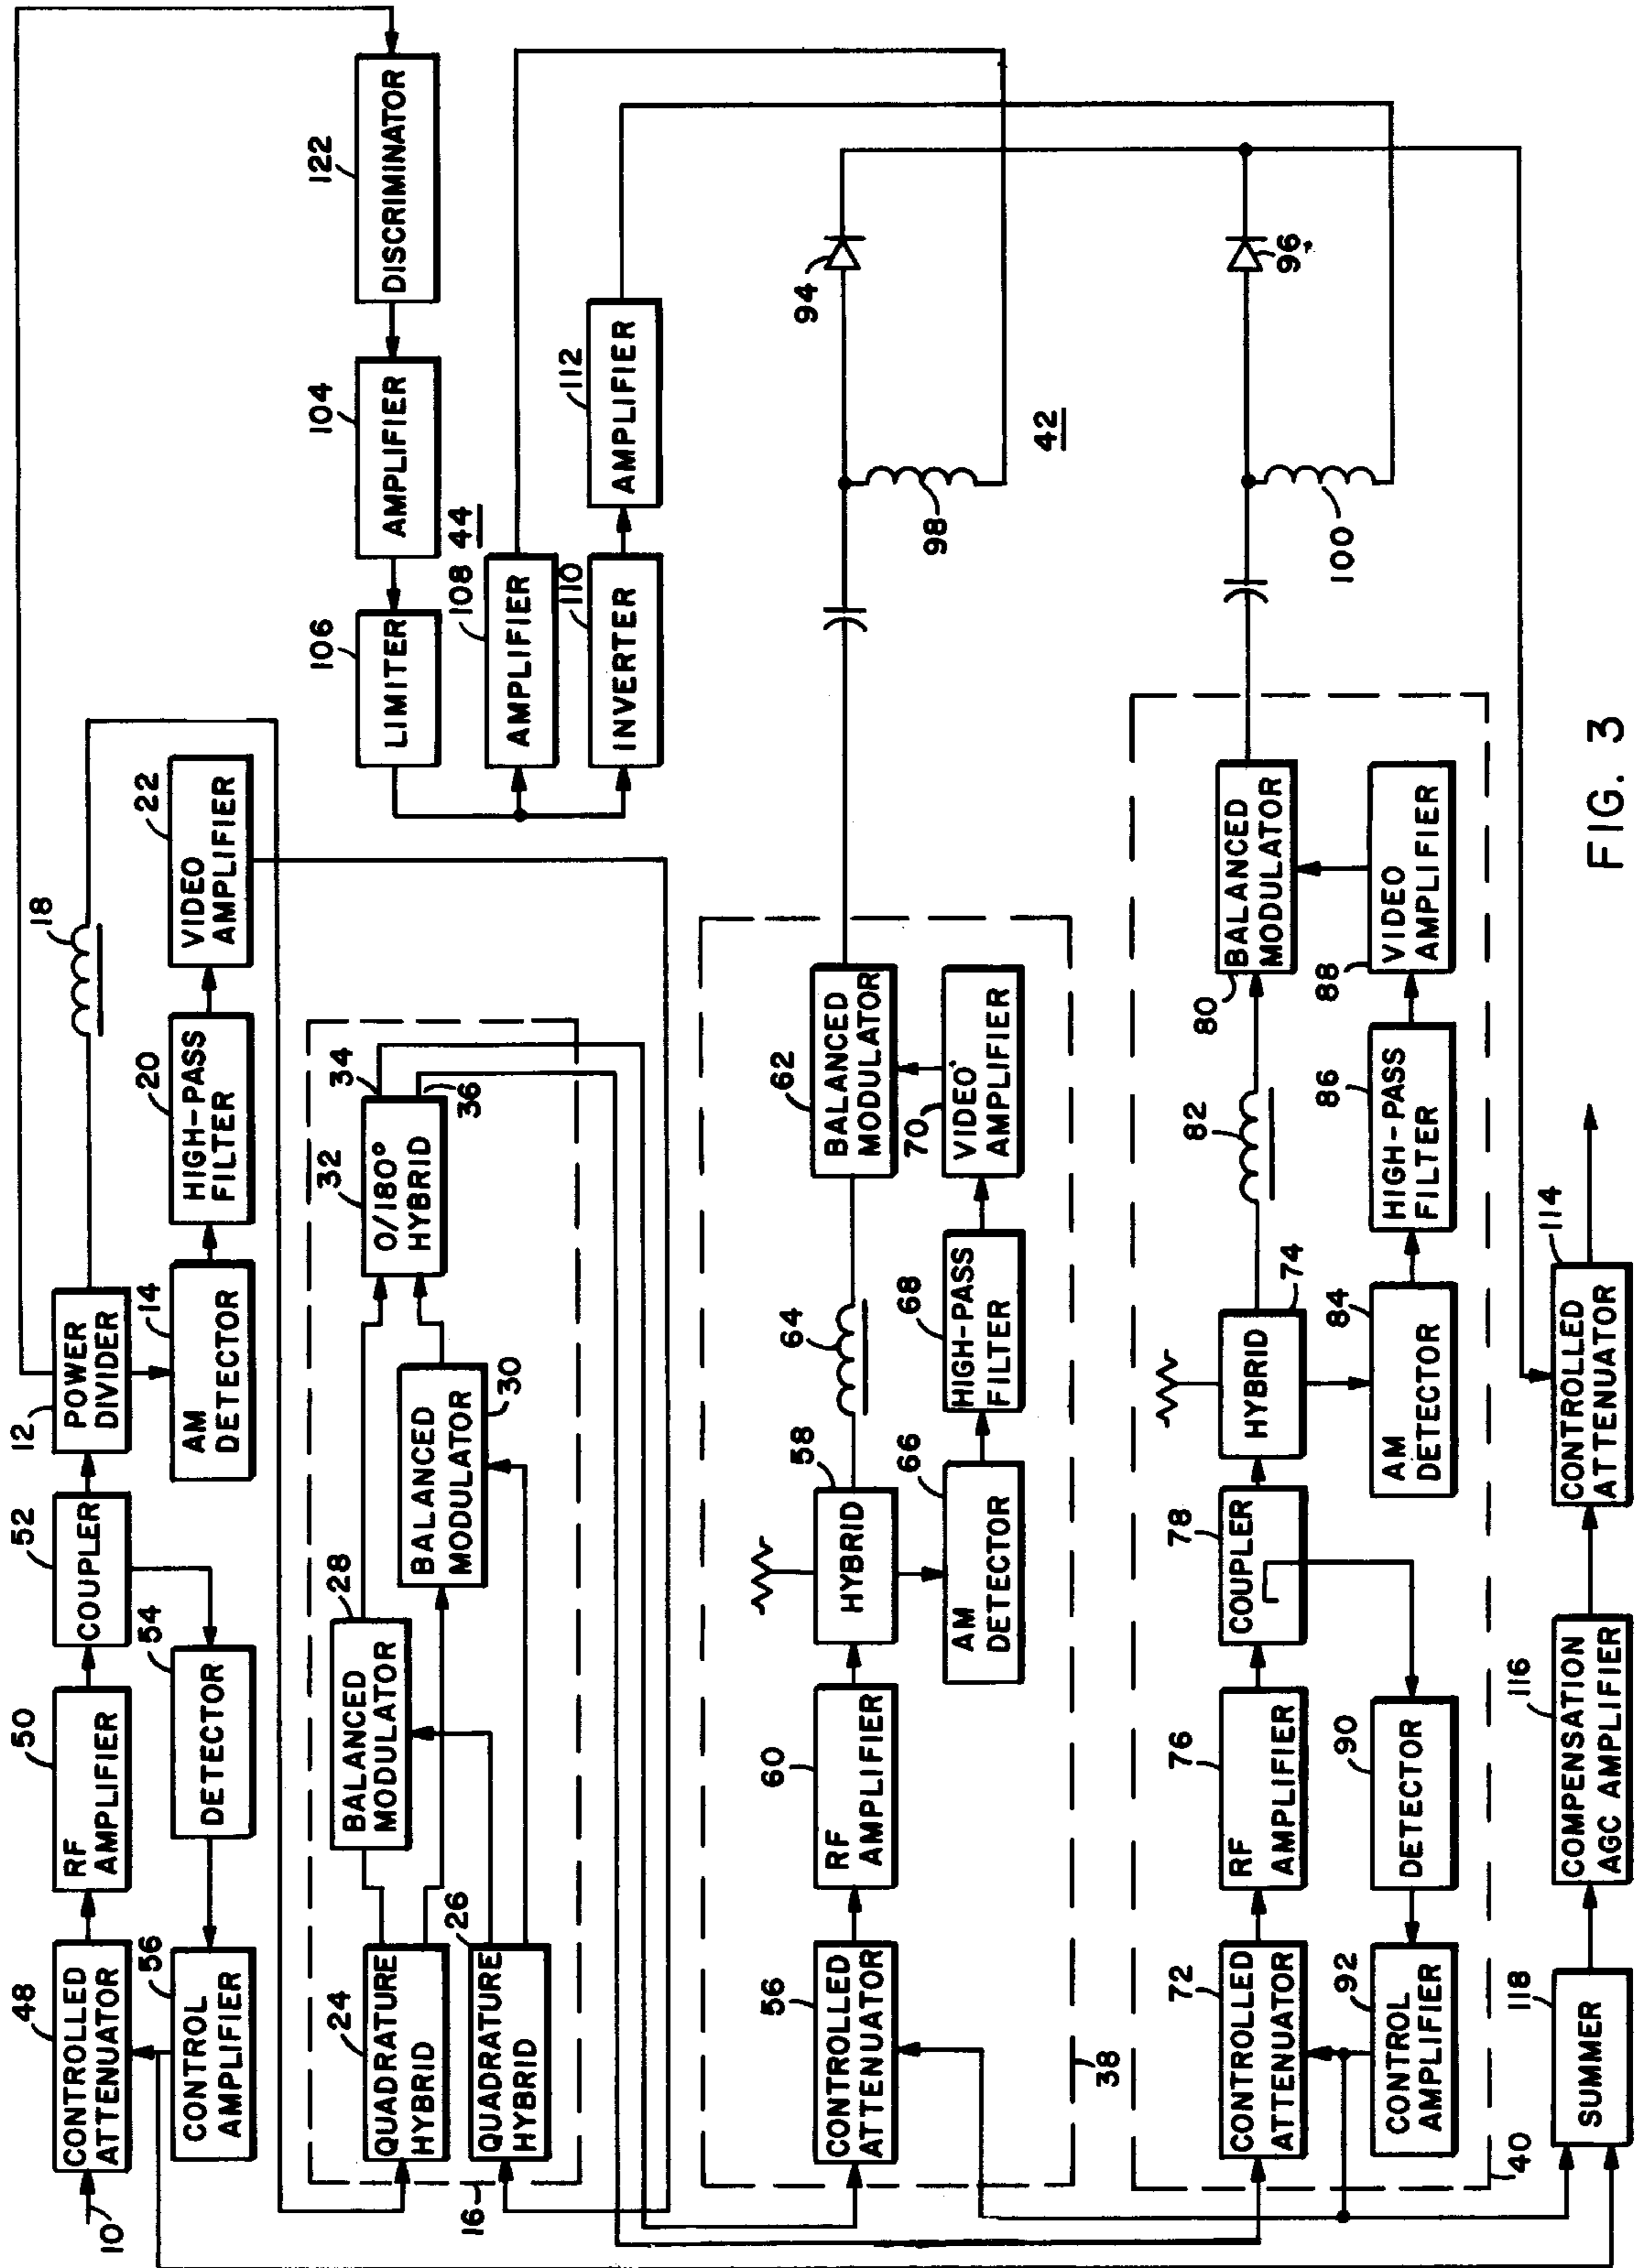 10
48
CONTROLLED
ATTENUATOR
50
RF
AMPLIFIER
52
COUPLER
12
POWER
DIVIDER
18
56
CONTROL
AMPLIFIER
54
DETECTOR
14
AM
DETECTOR
20
HIGH-PASS
FILTER
22
VIDEO
AMPLIFIER
122
DISCRIMINATOR
104
AMPLIFIER
106
LIMITER
44
108
AMPLIFIER
110
INVERTER
112
AMPLIFIER
16
24
QUADRATURE
HYBRID
26
QUADRATURE
HYBRID
28
BALANCED
MODULATOR
30
BALANCED
MODULATOR
32
0/180°
HYBRID
34
36
38
56
CONTROLLED
ATTENUATOR
60
RF
AMPLIFIER
58
HYBRID
64
62
BALANCED
MODULATOR
66
AM
DETECTOR
68
HIGH-PASS
FILTER
70
VIDEO
AMPLIFIER
94
98
42
96
100
40
72
CONTROLLED
ATTENUATOR
76
RF
AMPLIFIER
78
COUPLER
74
HYBRID
82
80
BALANCED
MODULATOR
92
CONTROL
AMPLIFIER
90
DETECTOR
84
AM
DETECTOR
86
HIGH-PASS
FILTER
88
VIDEO
AMPLIFIER
118
SUMMER
116
COMPENSATION
AGC AMPLIFIER
114
CONTROLLED
ATTENUATOR
FIG. 3